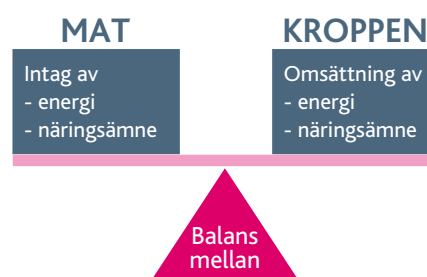 MAT
Intag av
- energi
- näringsämne
KROPPEN
Omsättning av
- energi
- näringsämne
Balans
mellan